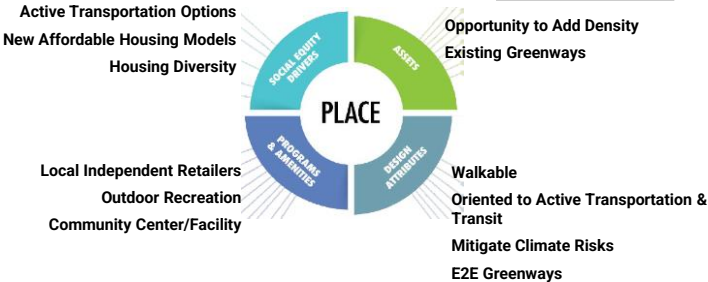 Active Transportation Options
New Affordable Housing Models
Housing Diversity
SOCIAL EQUITY
DRIVERS
ASSETS
Opportunity to Add Density
Existing Greenways
PLACE
Local Independent Retailers
Outdoor Recreation
Community Center/Facility
PROGRAMS
& AMENITIES
DESIGN
ATTRIBUTES
Walkable
Oriented to Active Transportation &
Transit
Mitigate Climate Risks
E2E Greenways